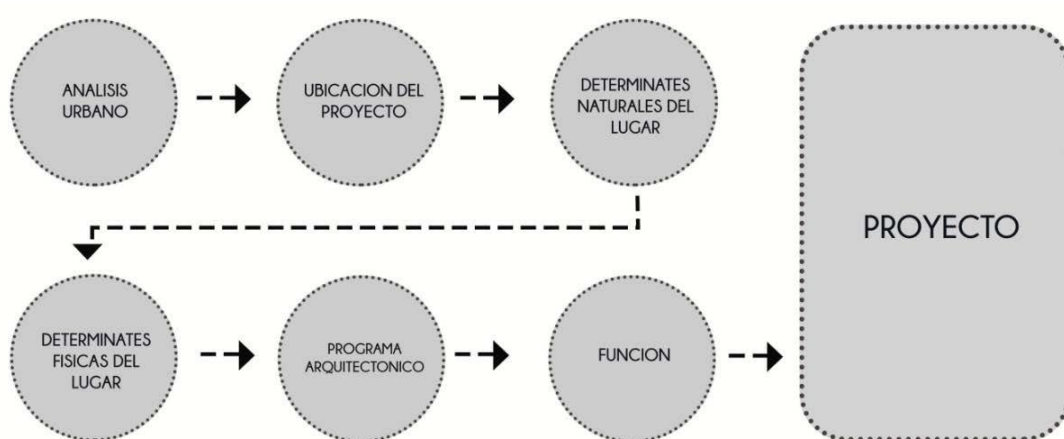 ANALISIS
URBANO
UBICACION DEL
PROYECTO
DETERMINATES
NATURALES DEL
LUGAR
DETERMINATES
FISICAS DEL
LUGAR
PROGRAMA
ARQUITECTONICO
FUNCION
PROYECTO